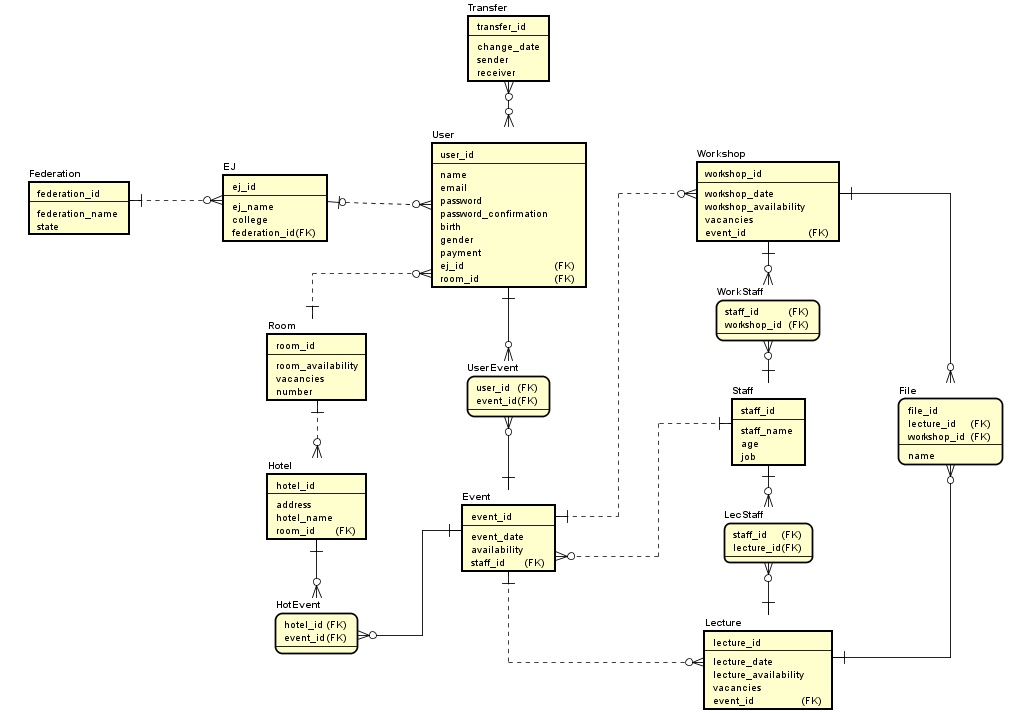 Transfer
transfer_id
change_date
sender
receiver
User
user_id
name
email
password
password_confirmation
birth
gender
payment
ej_id (FK)
room_id (FK)
Federation
federation_id
federation_name
state
EJ
ej_id
ej_name
college
federation_id(FK)
Workshop
workshop_id
workshop_date
workshop_availability
vacancies
event_id (FK)
WorkStaff
staff_id (FK)
workshop_id (FK)
Room
room_id
room_availability
vacancies
number
UserEvent
user_id (FK)
event_id(FK)
Staff
staff_id
staff_name
age
job
File
file_id
lecture_id (FK)
workshop_id (FK)
name
Hotel
hotel_id
address
hotel_name
room_id (FK)
Event
event_id
event_date
availability
staff_id (FK)
LecStaff
staff_id (FK)
lecture_id(FK)
HotEvent
hotel_id (FK)
event_id(FK)
Lecture
lecture_id
lecture_date
lecture_availability
vacancies
event_id (FK)